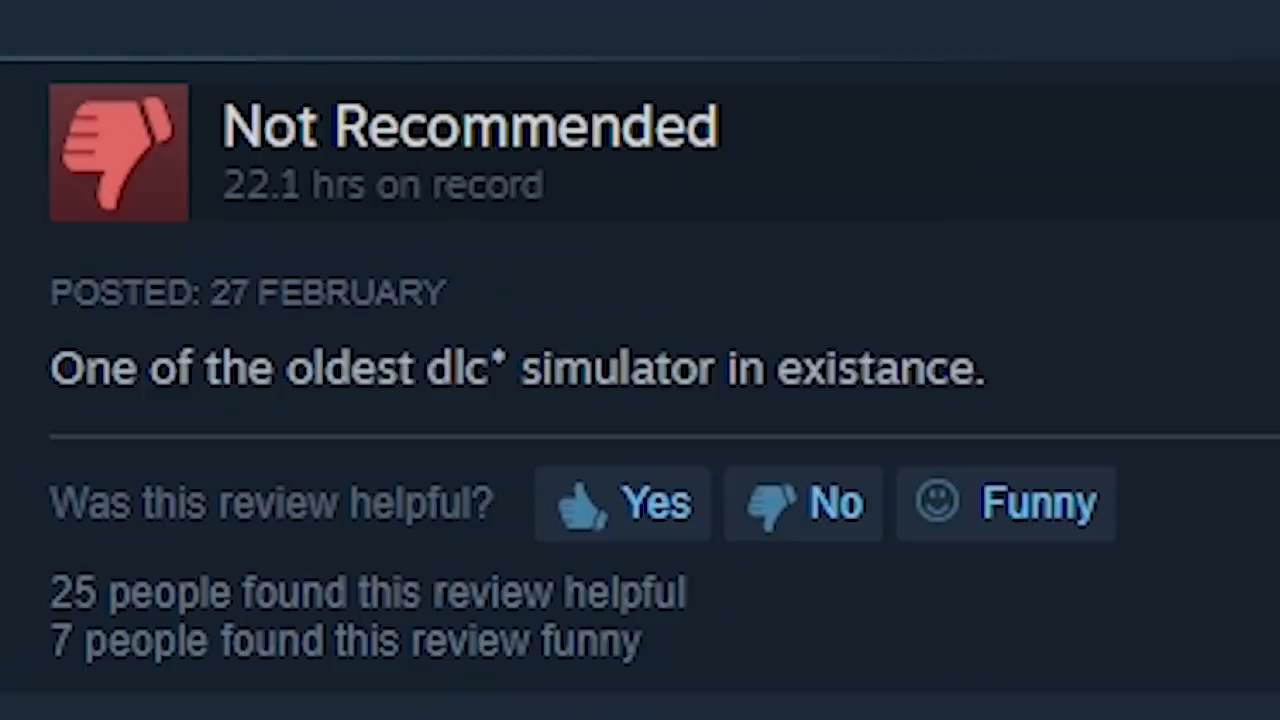 Not Recommended
22.1 hrs on record
POSTED: 27 FEBRUARY
One of the oldest dlc* simulator in existance.
Was this review helpful? Yes No Funny
25 people found this review helpful
7 people found this review funny